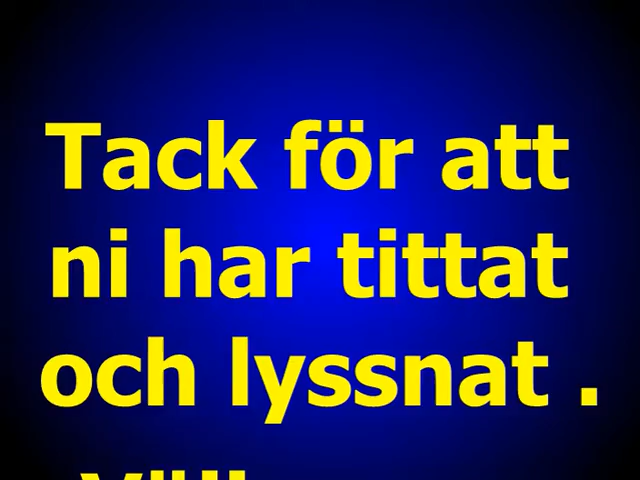 Tack för att
ni har tittat
och lyssnat .